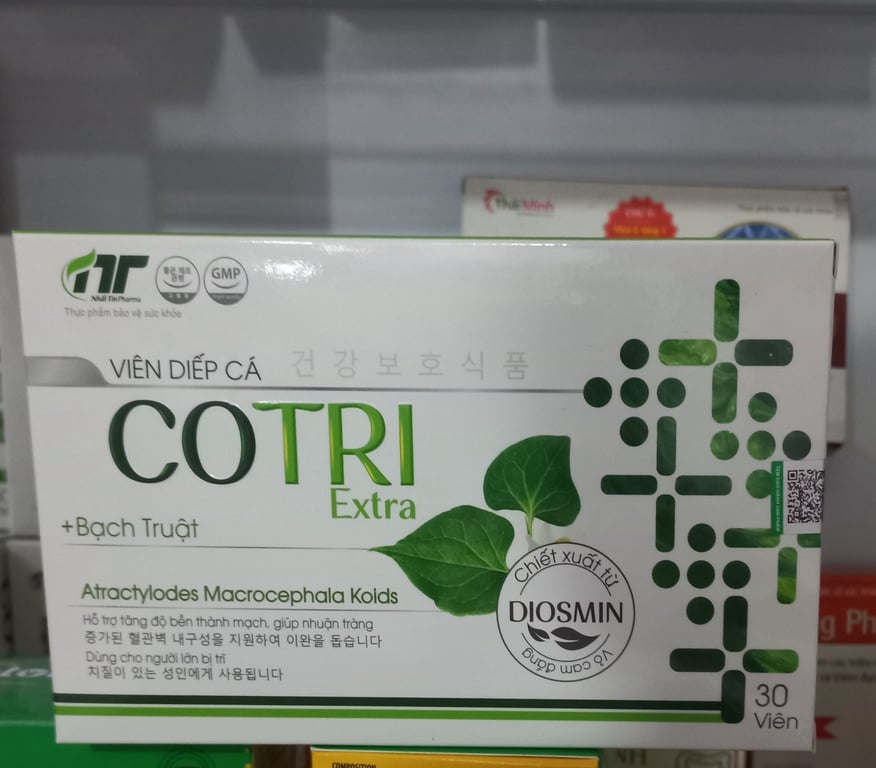 NT
Nhất Tín Pharma
Thực phẩm bảo vệ sức khỏe
GMP
VIÊN DIẾP CÁ 건강보호식품
COTRI
Extra
+Bạch Truật
Atractylodes Macrocephala Koids
Hỗ trợ tăng độ bền thành mạch, giúp nhuận tràng
증가된 혈관벽 내구성을 지원하여 이완을 돕습니다
Dùng cho người lớn bị trĩ
치질이 있는 성인에게 사용됩니다
Chiết xuất từ
DIOSMIN
Vỏ cam đắng
30
Viên
Thái Minh
COMPOSITION